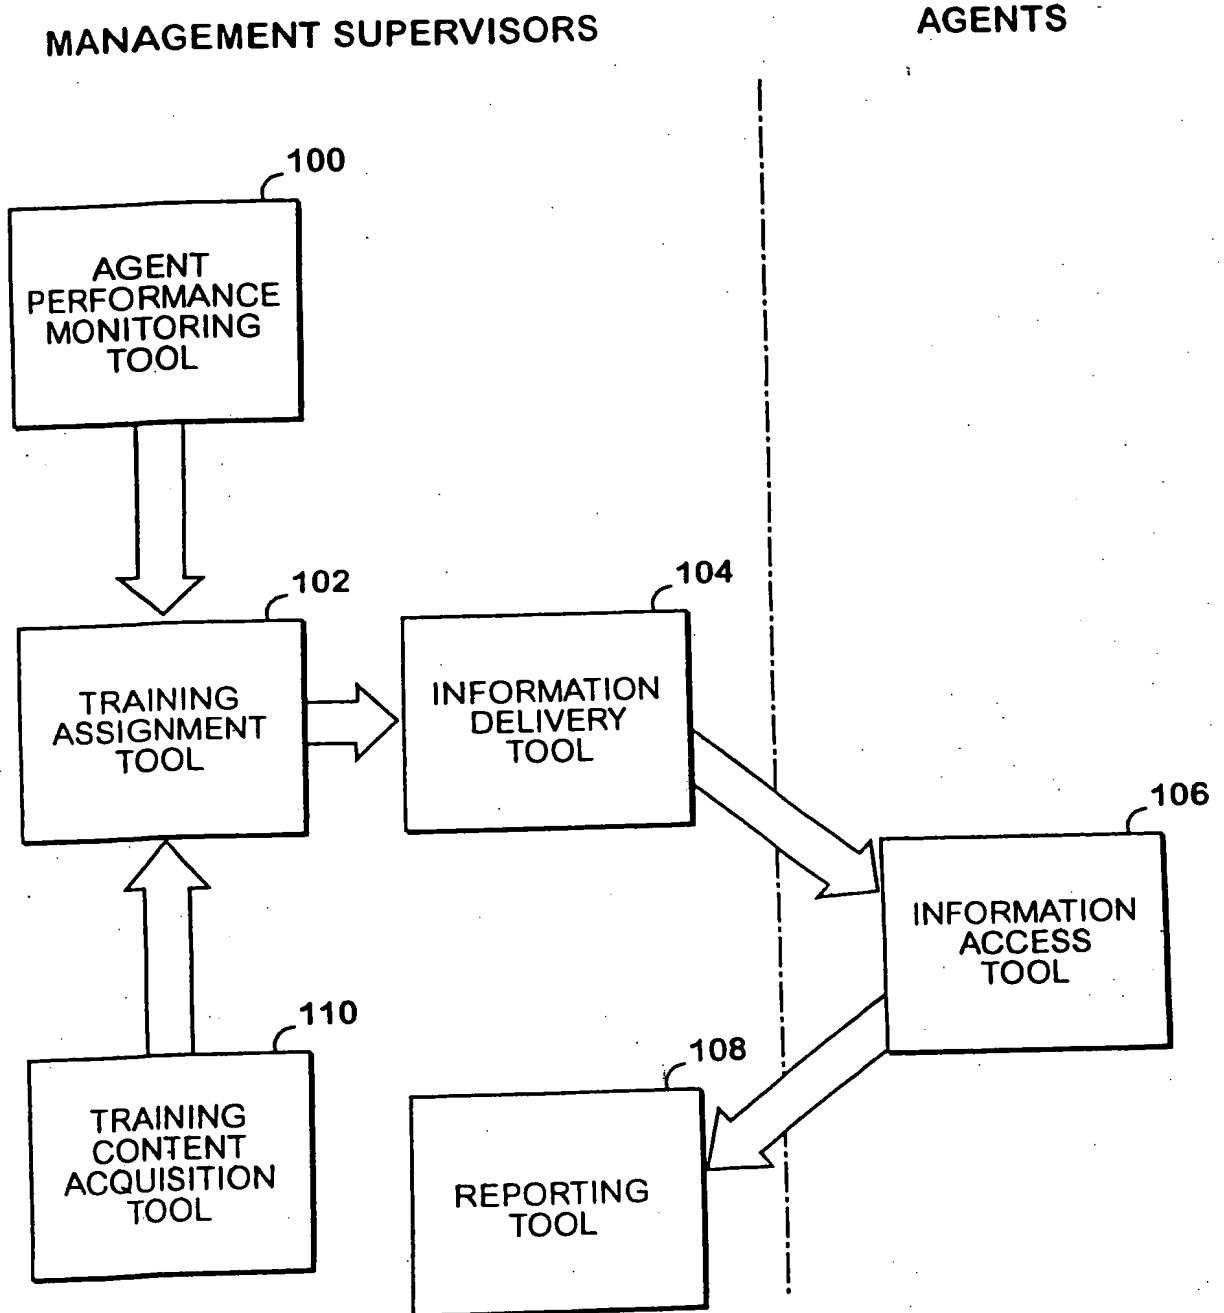 MANAGEMENT SUPERVISORS
AGENTS
100
AGENT
PERFORMANCE
MONITORING
TOOL
102
TRAINING
ASSIGNMENT
TOOL
104
INFORMATION
DELIVERY
TOOL
106
INFORMATION
ACCESS
TOOL
110
TRAINING
CONTENT
ACQUISITION
TOOL
108
REPORTING
TOOL